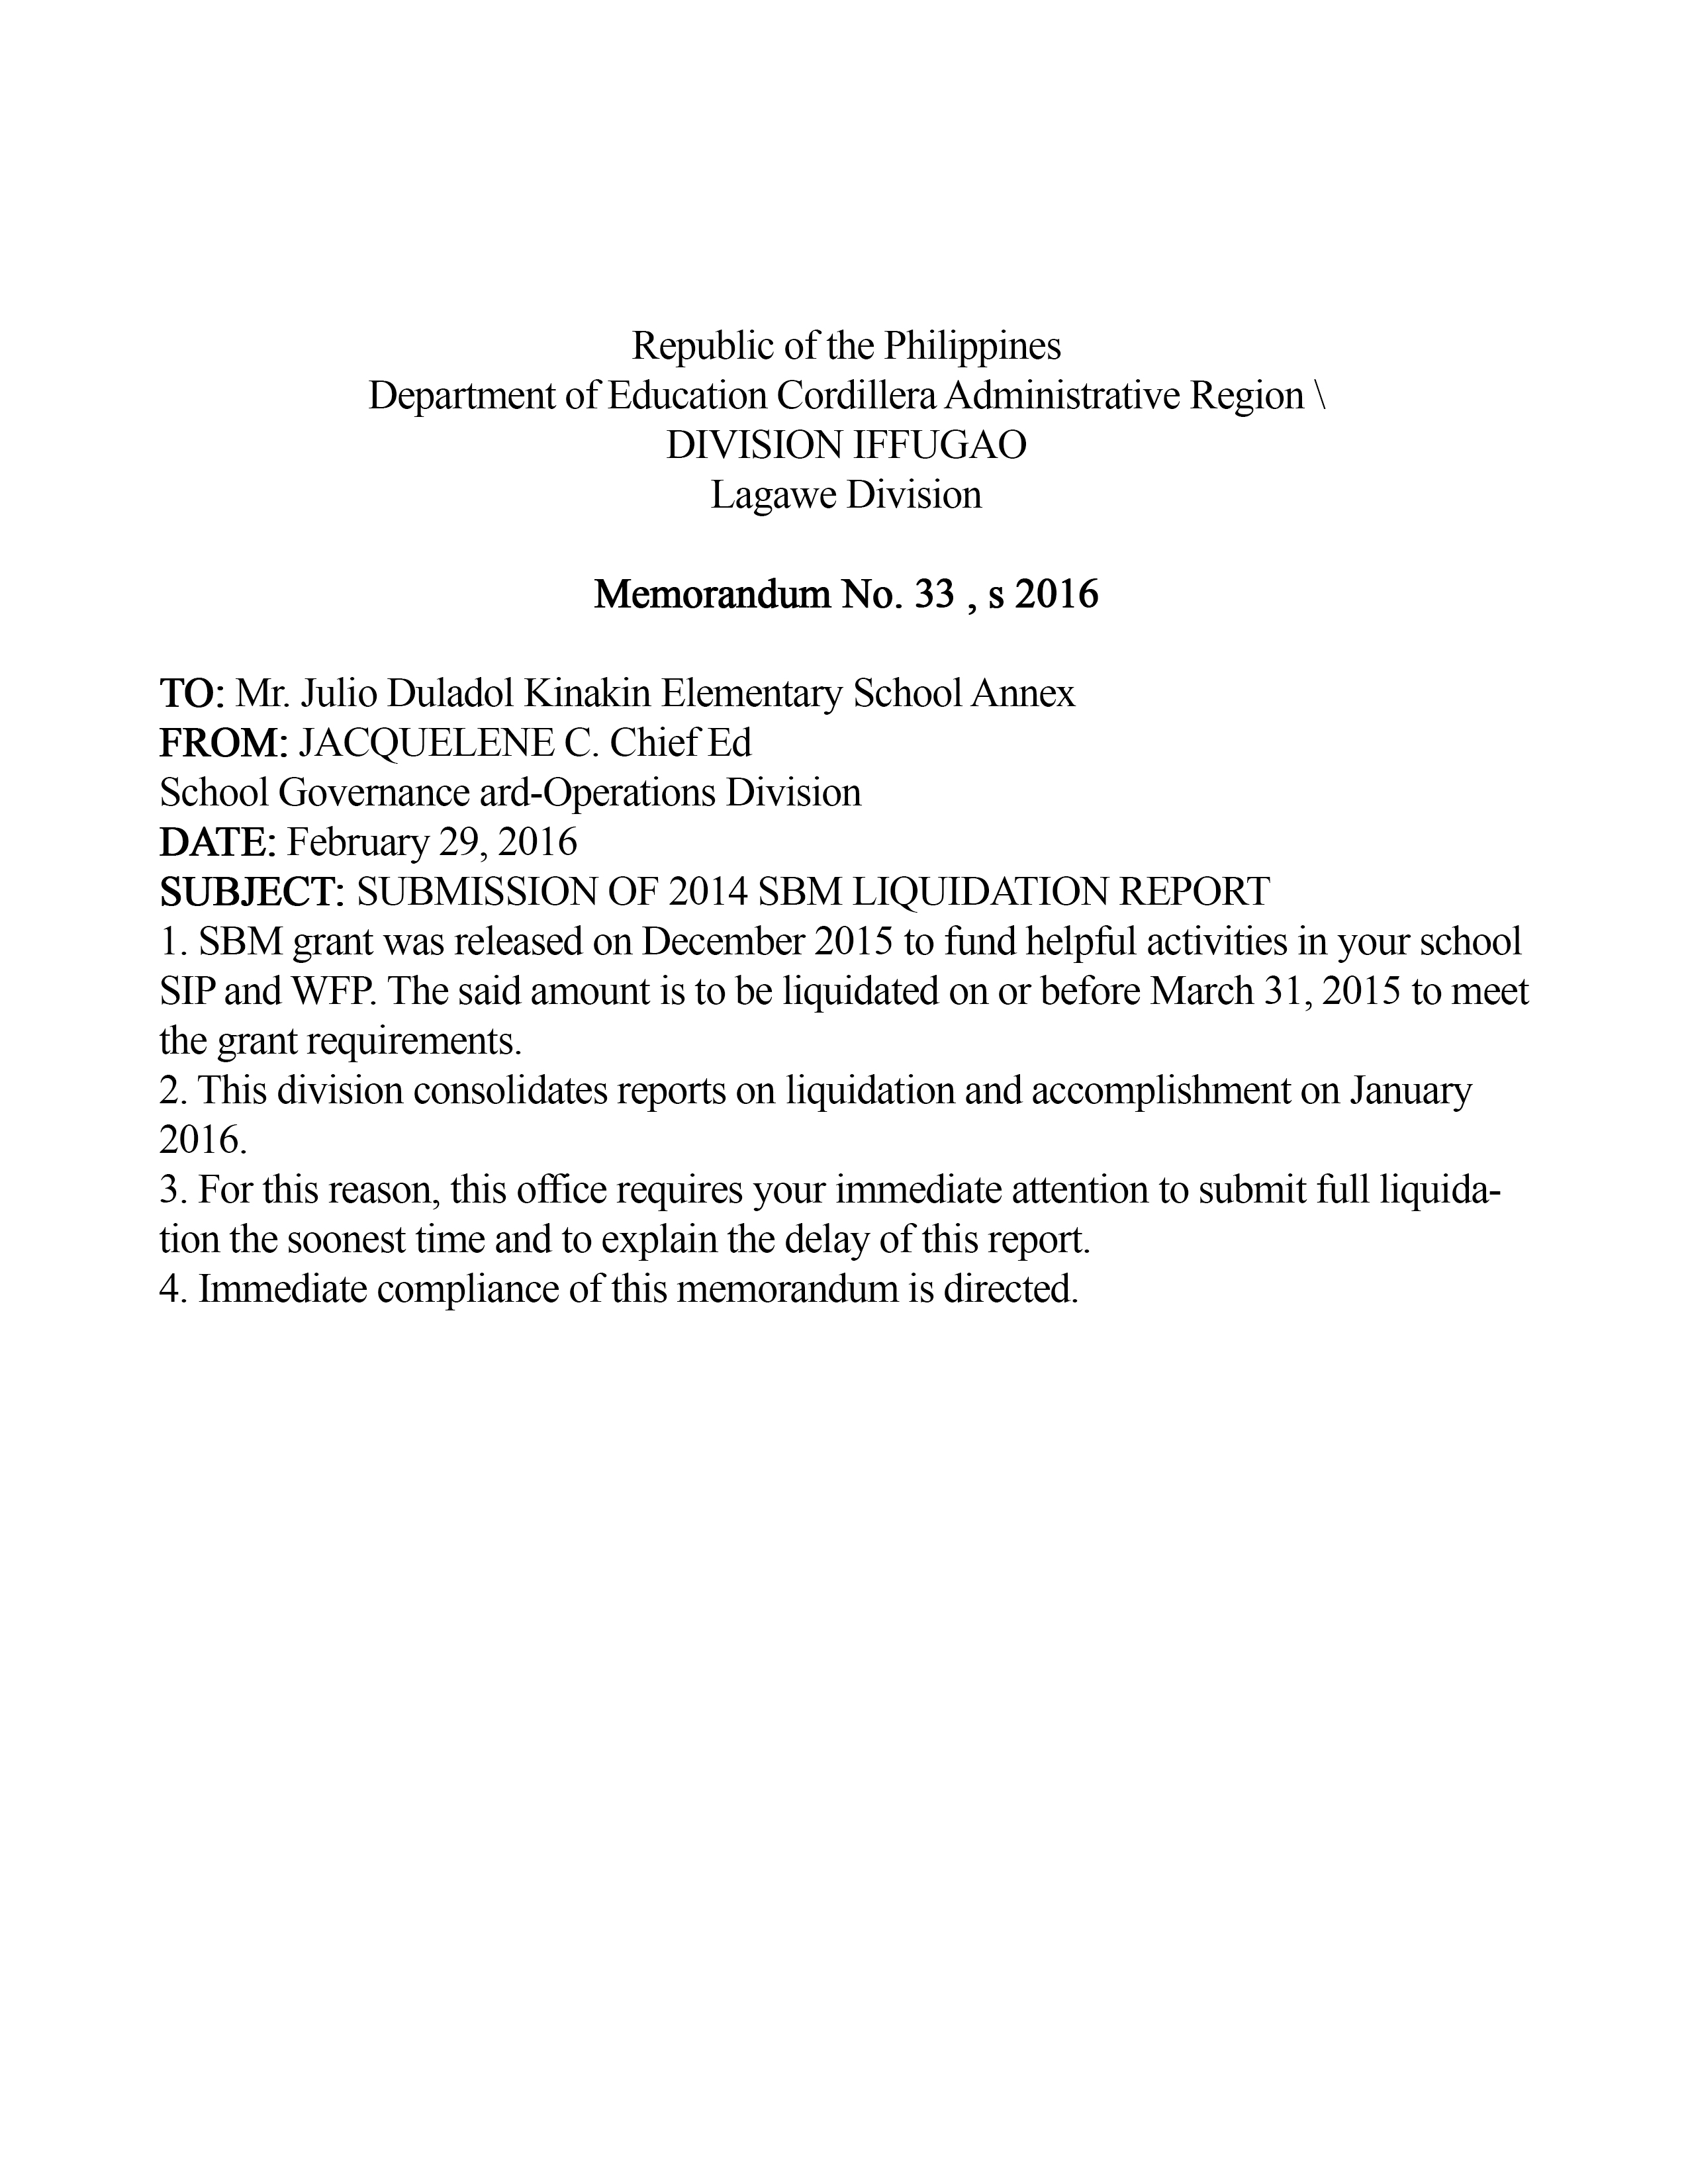 Republic of the Philippines
Department of Education Cordillera Administrative Region \
DIVISION IFFUGAO
Lagawe Division
Memorandum No. 33 , s 2016
TO: Mr. Julio Duladol Kinakin Elementary School Annex
FROM: JACQUELENE C. Chief Ed
School Governance ard-Operations Division
DATE: February 29, 2016
SUBJECT: SUBMISSION OF 2014 SBM LIQUIDATION REPORT
1. SBM grant was released on December 2015 to fund helpful activities in your school
SIP and WFP. The said amount is to be liquidated on or before March 31, 2015 to meet
the grant requirements.
2. This division consolidates reports on liquidation and accomplishment on January
2016.
3. For this reason, this office requires your immediate attention to submit full liquida-
tion the soonest time and to explain the delay of this report.
4. Immediate compliance of this memorandum is directed.